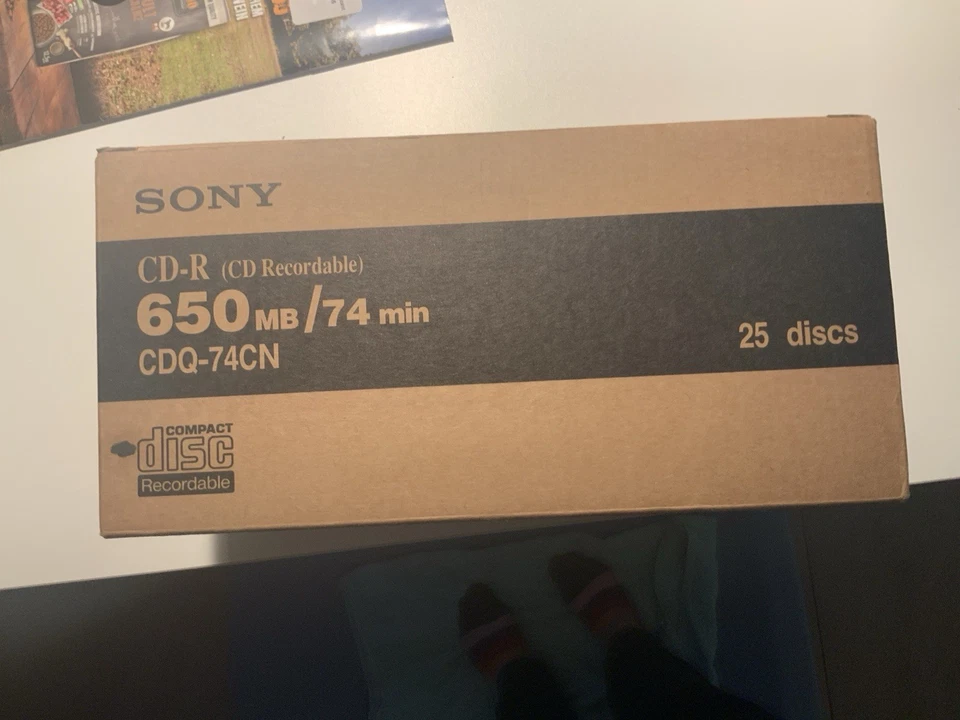 SONY
CD-R (CD Recordable)
650 MB/74 min
CDQ-74CN
25 discs
COMPACT
disc
Recordable